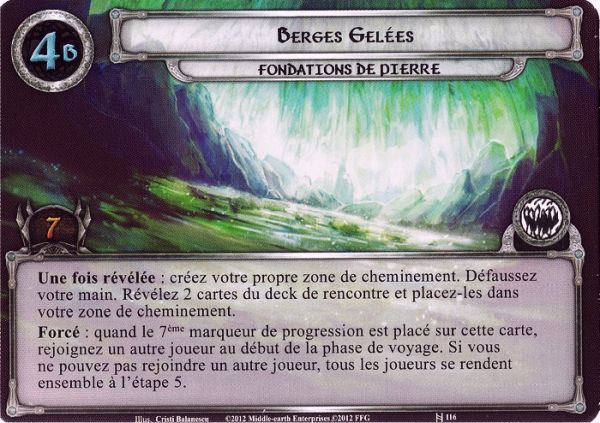 4B
Berges Gelées
Fondations de Pierre
7
Une fois révélée : créez votre propre zone de cheminement. Défaussez
votre main. Révélez 2 cartes du deck de rencontre et placez-les dans
votre zone de cheminement.
Forcé : quand le 7ème marqueur de progression est placé sur cette carte,
rejoignez un autre joueur au début de la phase de voyage. Si vous
ne pouvez pas rejoindre un autre joueur, tous les joueurs se rendent
ensemble à l'étape 5.
Illus. Cristi Balanescu ©2012 Middle-earth Enterprises ©2012 FFG 116